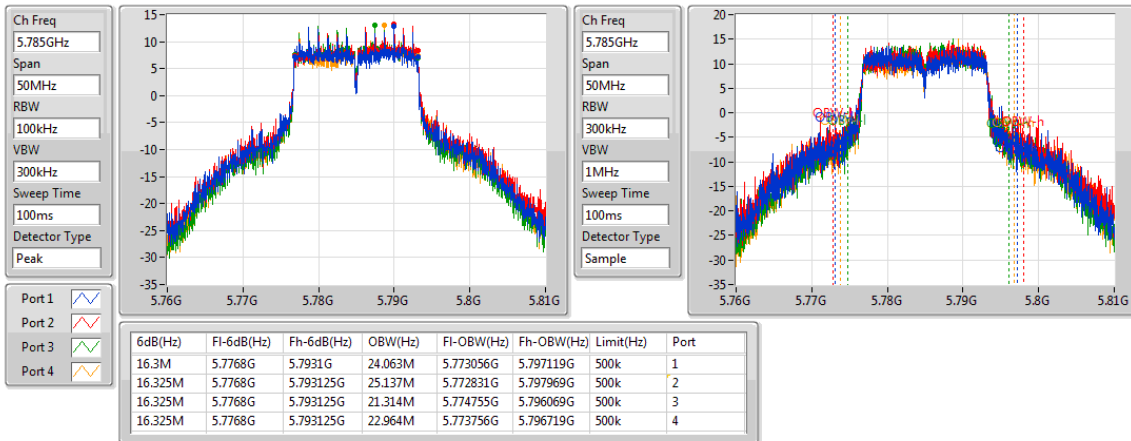 Ch Freq
5.785GHz
Span
50MHz
RBW
100kHz
VBW
300kHz
Sweep Time
100ms
Detector Type
Peak
15
10
5
0
-5
-10
-15
-20
-25
-30
-35
5.76G 5.77G 5.78G 5.79G 5.8G 5.81G
Ch Freq
5.785GHz
Span
50MHz
RBW
300kHz
VBW
1MHz
Sweep Time
100ms
Detector Type
Sample
20
15
10
5
0
-5
-10
-15
-20
-25
-30
-35
5.76G 5.77G 5.78G 5.79G 5.8G 5.81G
Port 1
Port 2
Port 3
Port 4
6dB(Hz) Fl-6dB(Hz) Fh-6dB(Hz) OBW(Hz) Fl-OBW(Hz) Fh-OBW(Hz) Limit(Hz) Port
16.3M 5.7768G 5.7931G 24.063M 5.773056G 5.797119G 500k 1
16.325M 5.7768G 5.793125G 25.137M 5.772831G 5.797969G 500k 2
16.325M 5.7768G 5.793125G 21.314M 5.774755G 5.796069G 500k 3
16.325M 5.7768G 5.793125G 22.964M 5.773756G 5.796719G 500k 4